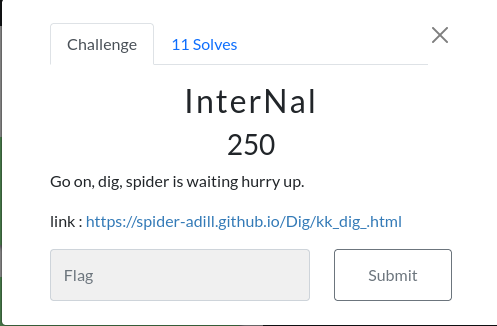 Challenge
11 Solves
InterNal
250
Go on, dig, spider is waiting hurry up.
link : https://spider-adill.github.io/Dig/kk_dig_.html
Flag
Submit